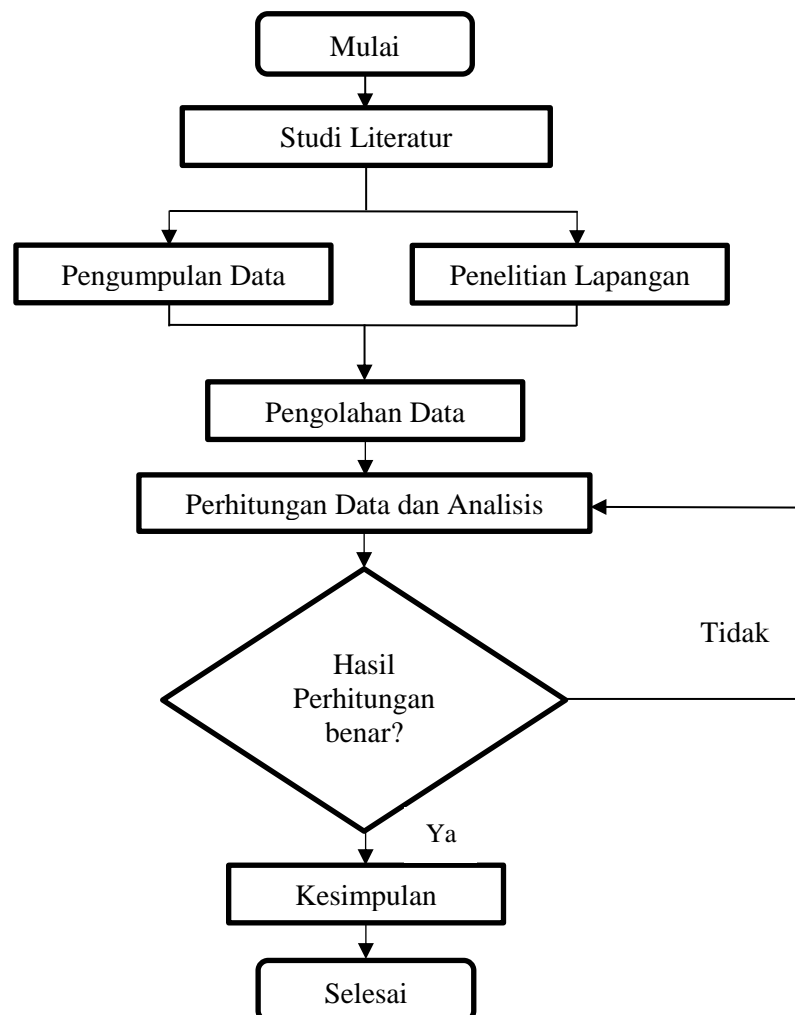 Mulai
Studi Literatur
Pengumpulan Data
Penelitian Lapangan
Pengolahan Data
Perhitungan Data dan Analisis
Tidak
Hasil
Perhitungan
benar?
Ya
Kesimpulan
Selesai